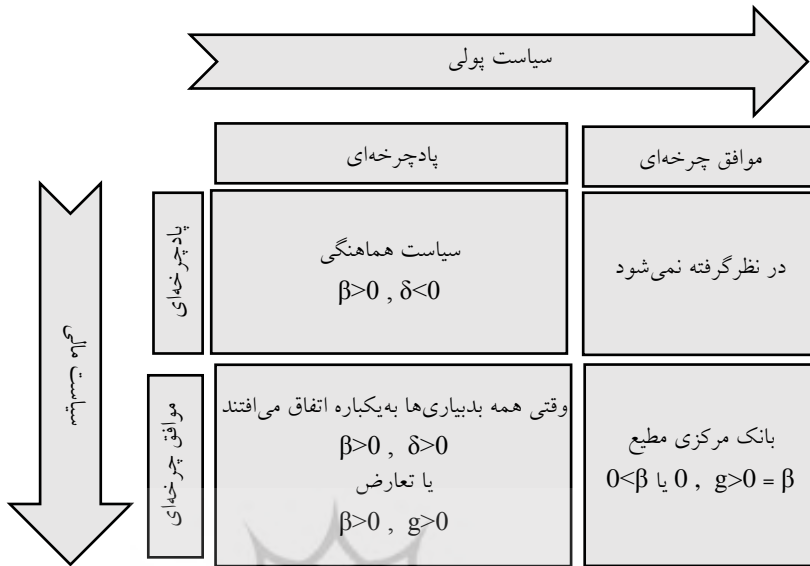 سیاست پولی
موافق چرخه‌ای
پادچرخه‌ای
سیاست مالی
پادچرخه‌ای
سیاست هماهنگی
β>0 , δ<0
در نظرگرفته نمی‌شود
موافق چرخه‌ای
وقتی همه بدبیاری‌ها به‌یکباره اتفاق می‌افتند
β>0 , δ>0
یا تعارض
β>0 , g>0
بانک مرکزی مطیع
0<β یا 0 , g>0 = β